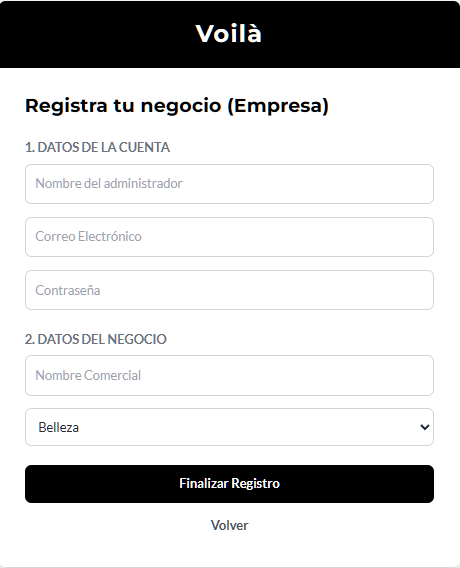 Voilà
Registra tu negocio (Empresa)
1. DATOS DE LA CUENTA
Nombre del administrador
Correo Electrónico
Contraseña
2. DATOS DEL NEGOCIO
Nombre Comercial
Belleza
Finalizar Registro
Volver